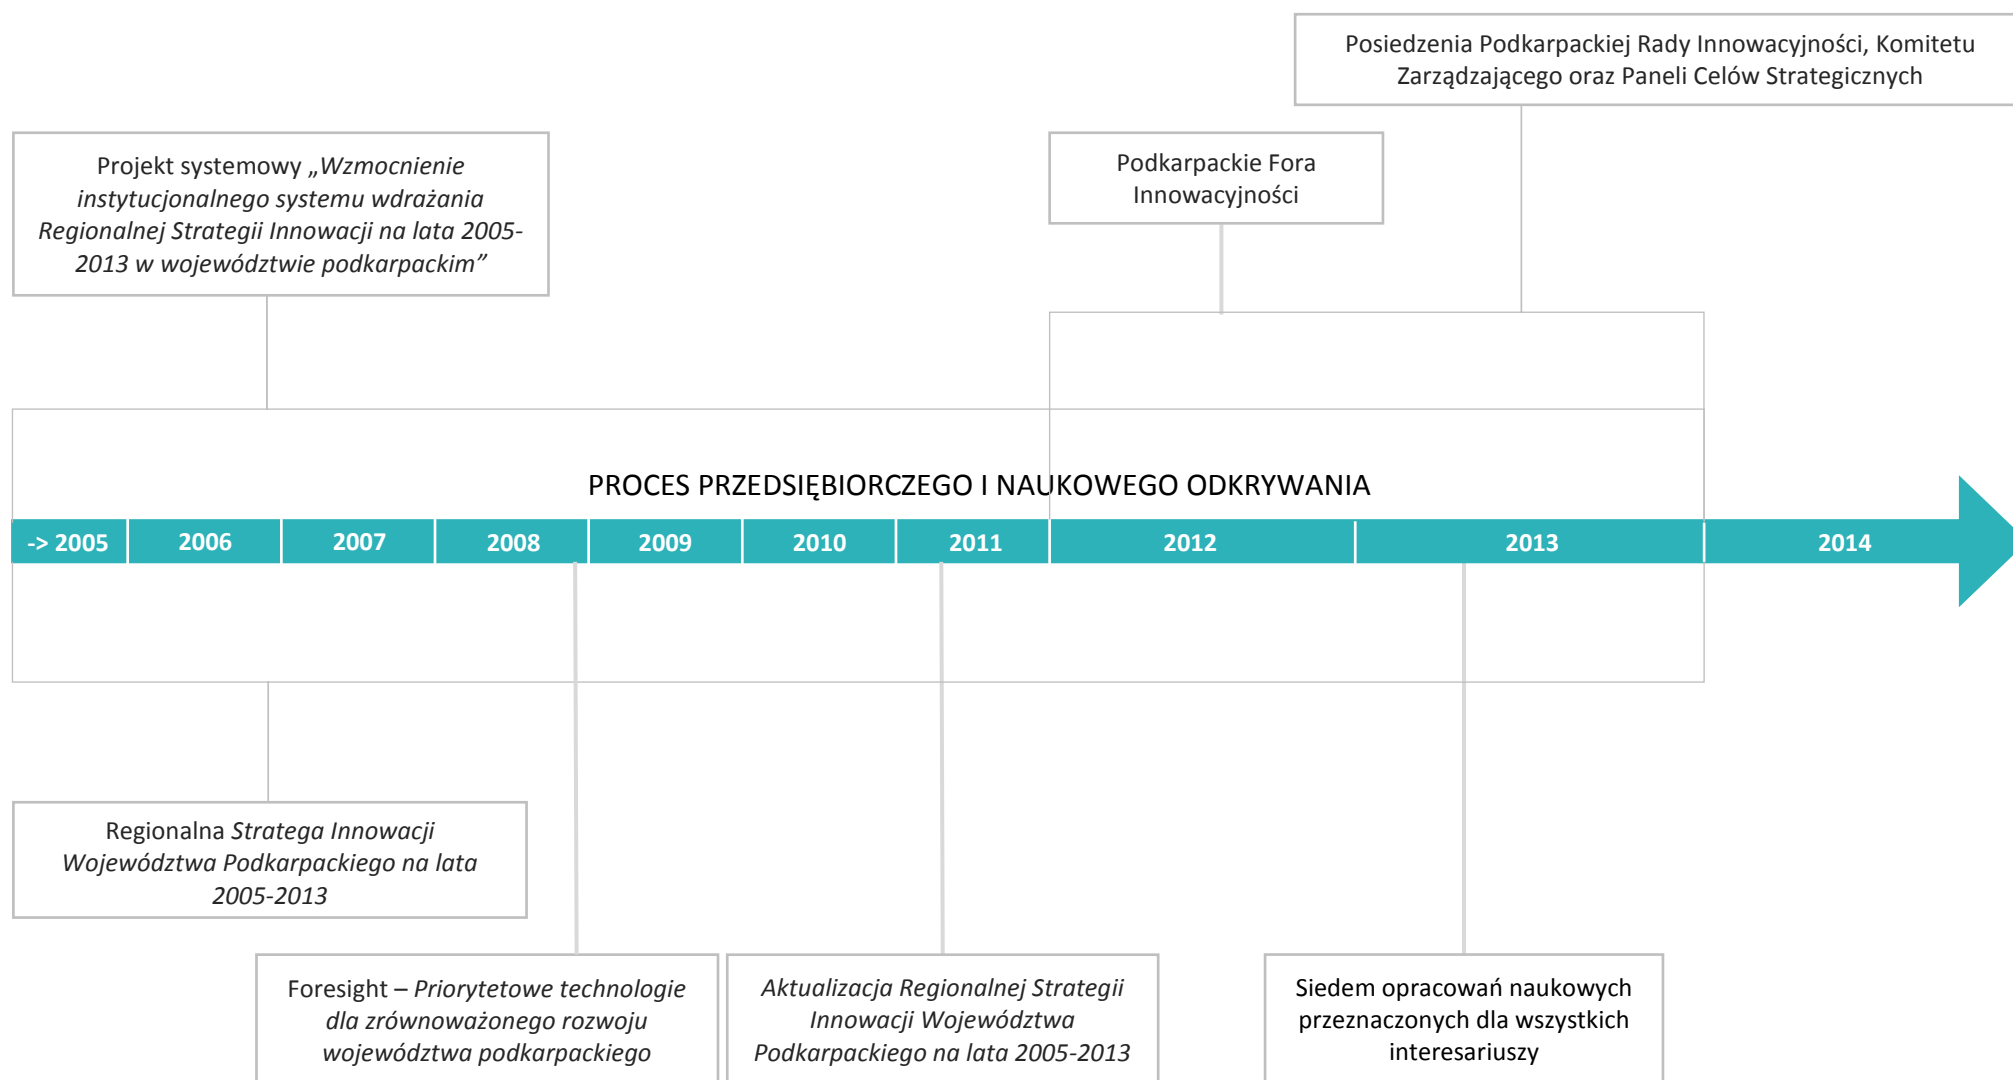 Posiedzenia Podkarpackiej Rady Innowacyjności, Komitetu
Zarządzającego oraz Paneli Celów Strategicznych
Projekt systemowy „Wzmocnienie
instytucjonalnego systemu wdrażania
Regionalnej Strategii Innowacji na lata 2005-
2013 w województwie podkarpackim”
Podkarpackie Fora
Innowacyjności
PROCES PRZEDSIĘBIORCZEGO I NAUKOWEGO ODKRYWANIA
-> 2005 2006 2007 2008 2009 2010 2011 2012 2013 2014
Regionalna Stratega Innowacji
Województwa Podkarpackiego na lata
2005-2013
Foresight – Priorytetowe technologie
dla zrównoważonego rozwoju
województwa podkarpackiego
Aktualizacja Regionalnej Strategii
Innowacji Województwa
Podkarpackiego na lata 2005-2013
Siedem opracowań naukowych
przeznaczonych dla wszystkich
interesariuszy